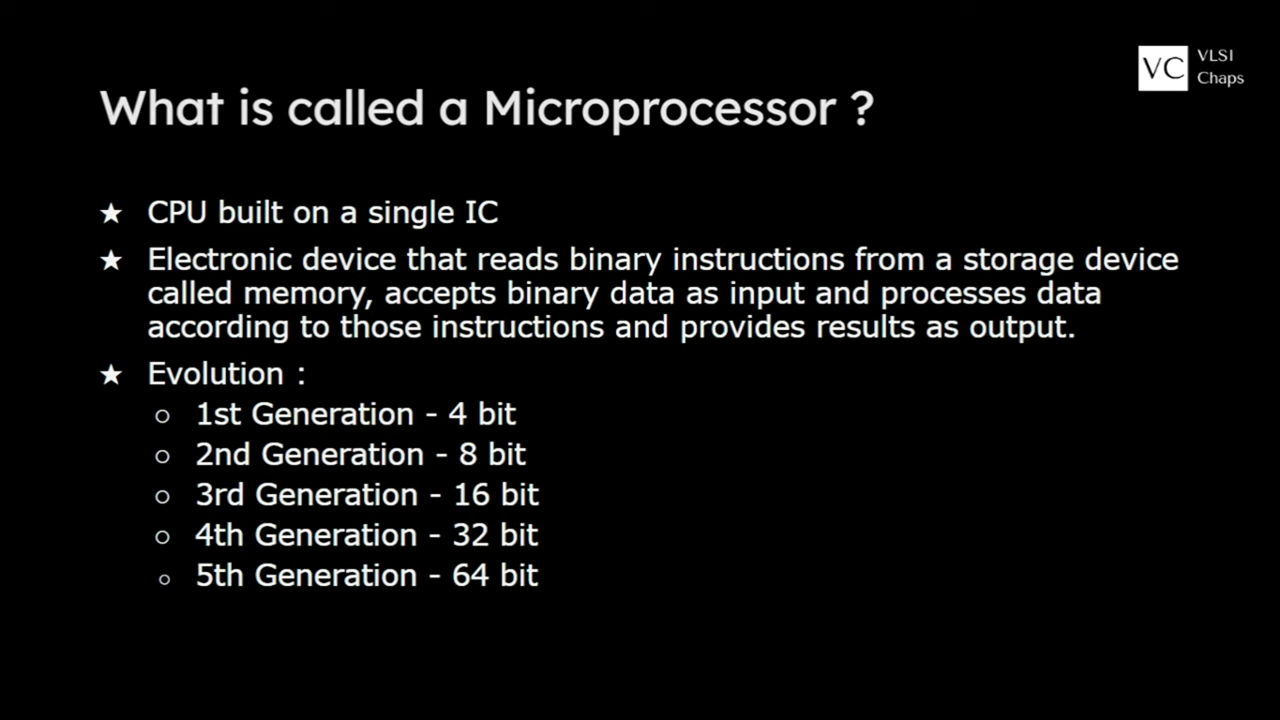 VC VLSI
Chaps
What is called a Microprocessor ?
★ CPU built on a single IC
★ Electronic device that reads binary instructions from a storage device
called memory, accepts binary data as input and processes data
according to those instructions and provides results as output.
★ Evolution :
○ 1st Generation - 4 bit
○ 2nd Generation - 8 bit
○ 3rd Generation - 16 bit
○ 4th Generation - 32 bit
○ 5th Generation - 64 bit